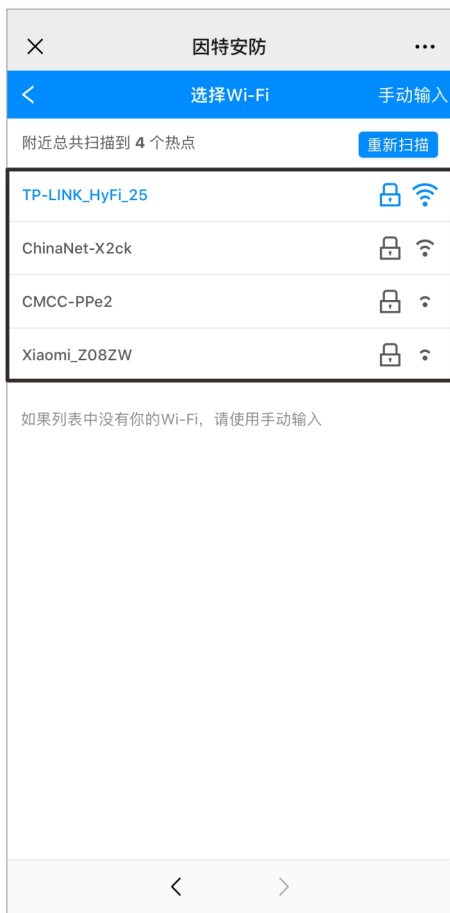 因特安防
选择Wi-Fi 手动输入
附近总共扫描到 4 个热点 重新扫描
TP-LINK_HyFi_25
ChinaNet-X2ck
CMCC-PPe2
Xiaomi_Z08ZW
如果列表中没有你的Wi-Fi，请使用手动输入